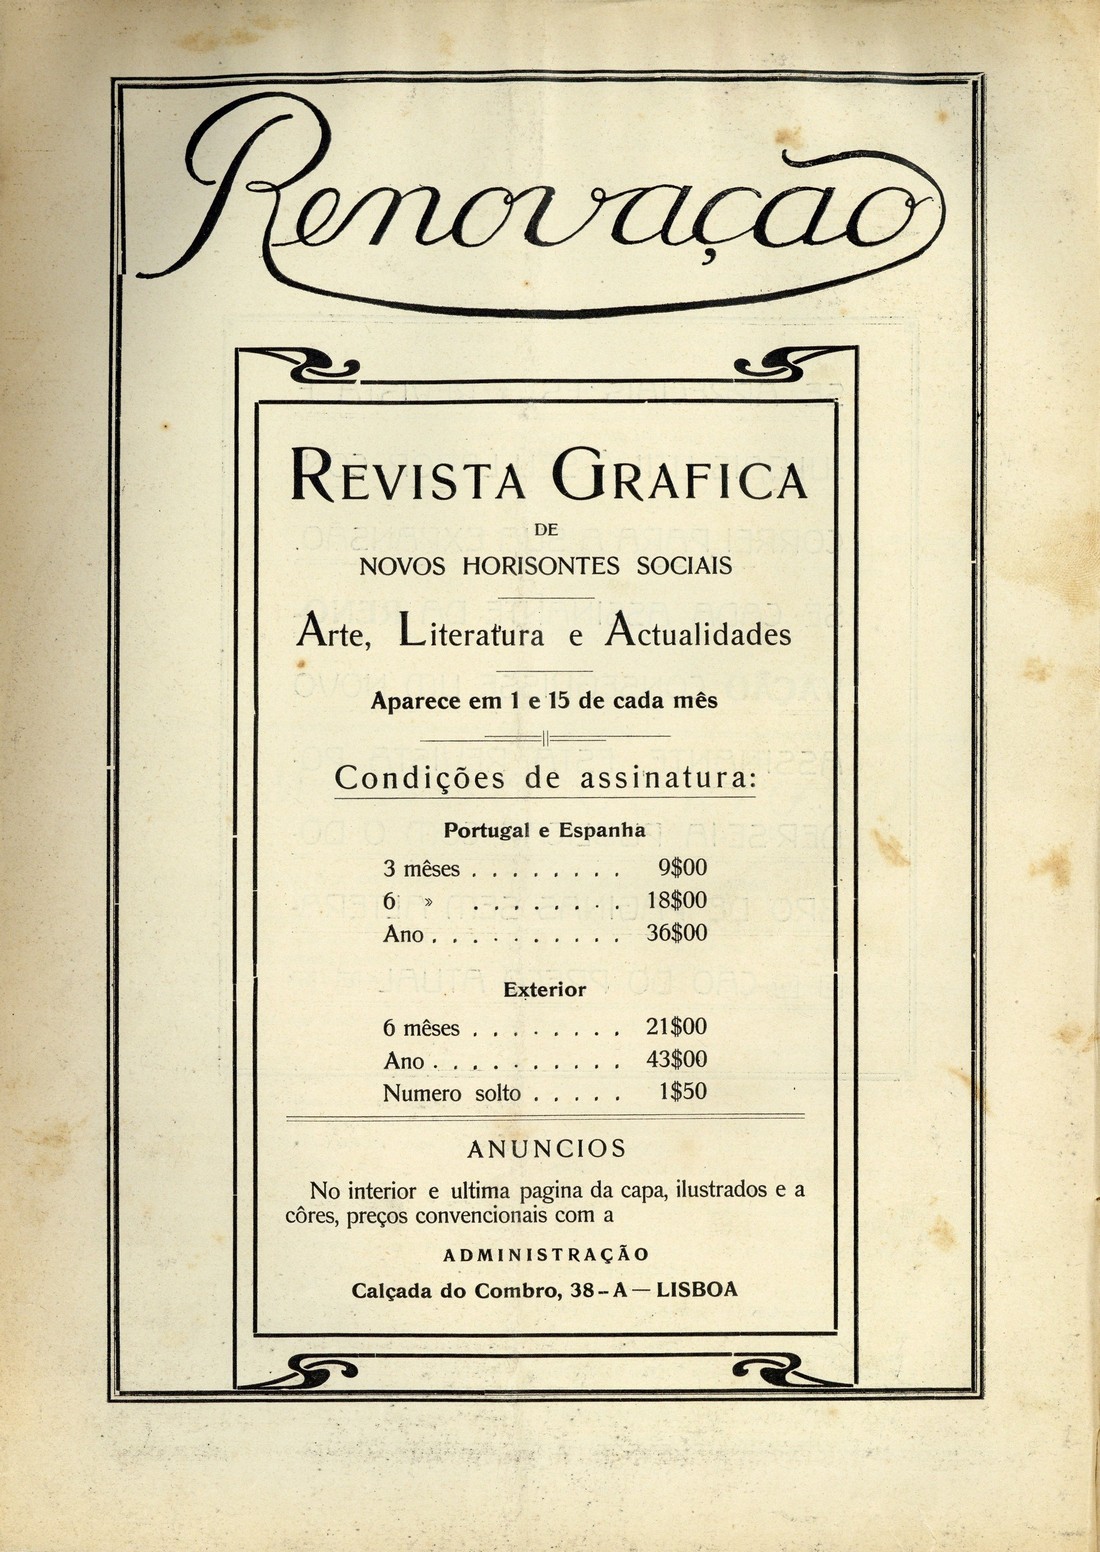 Renovação
REVISTA GRAFICA
DE
NOVOS HORISONTES SOCIAIS
Arte, Literatura e Actualidades
Aparece em 1 e 15 de cada mês
Condições de assinatura:
Portugal e Espanha
3 mêses . . . . . . . . 9$00
6 » . . . . . . . . 18$00
Ano . . . . . . . . . . 36$00
Exterior
6 mêses . . . . . . . . 21$00
Ano . . . . . . . . . . 43$00
Numero solto . . . . . 1$50
ANUNCIOS
No interior e ultima pagina da capa, ilustrados e a
côres, preços convencionais com a
ADMINISTRAÇÃO
Calçada do Combro, 38-A — LISBOA